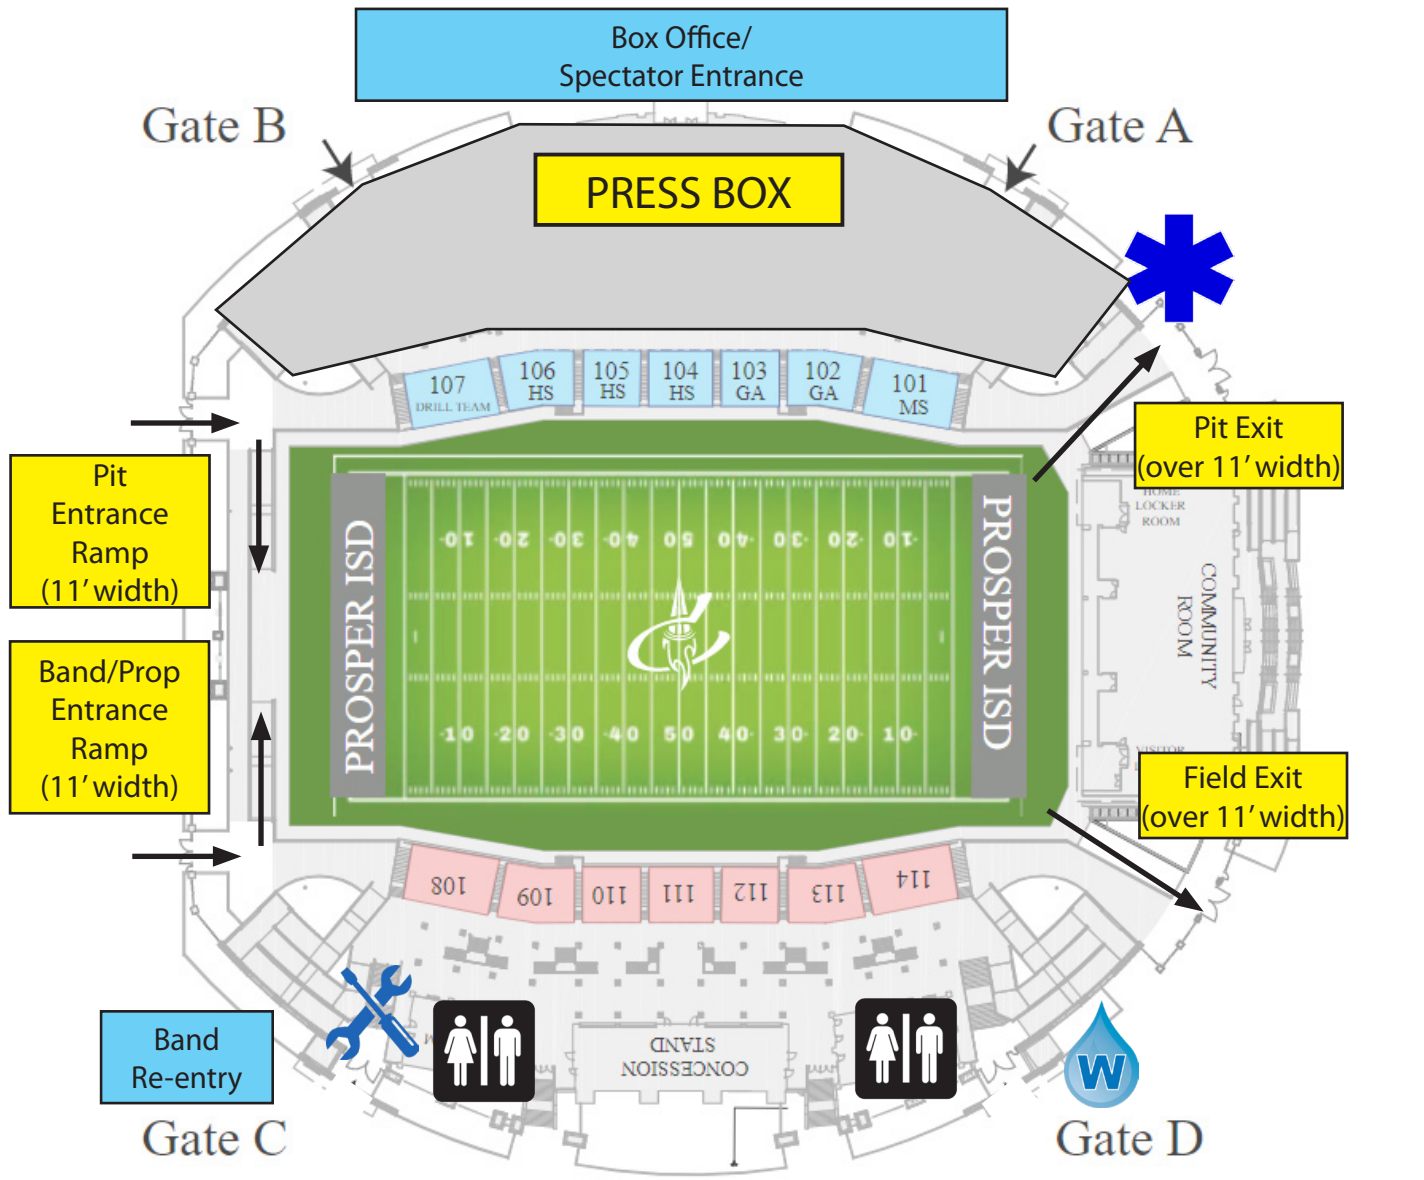 Box Office/
Spectator Entrance
Gate B
Gate A
PRESS BOX
107
DRILL TEAM
106
HS
105
HS
104
HS
103
GA
102
GA
101
MS
Pit
Entrance
Ramp
(11' width)
Pit Exit
(over 11' width)
HOME
LOCKER
ROOM
COMMUNITY
ROOM
PROSPER ISD
PROSPER ISD
10 20 30 40 50 40 30 20 10
10 20 30 40 50 40 30 20 10
Band/Prop
Entrance
Ramp
(11' width)
VISITOR
Field Exit
(over 11' width)
108
109
110
111
112
113
114
CONCESSION
STAND
W
Band
Re-entry
Gate C
Gate D